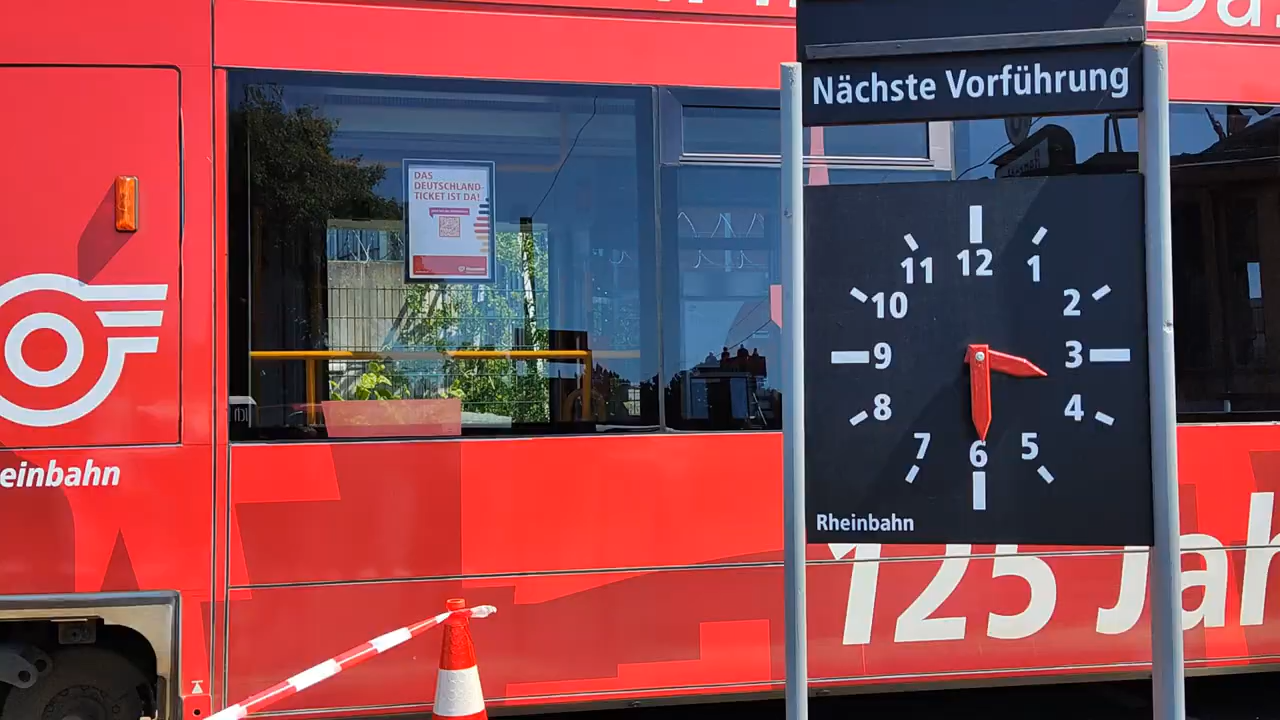 Da
Nächste Vorführung
DAS
DEUTSCHLAND-
TICKET IST DA!
12
11
1
10
2
9
3
8
4
7
5
6
Rheinbahn
einbahn
125 Jah